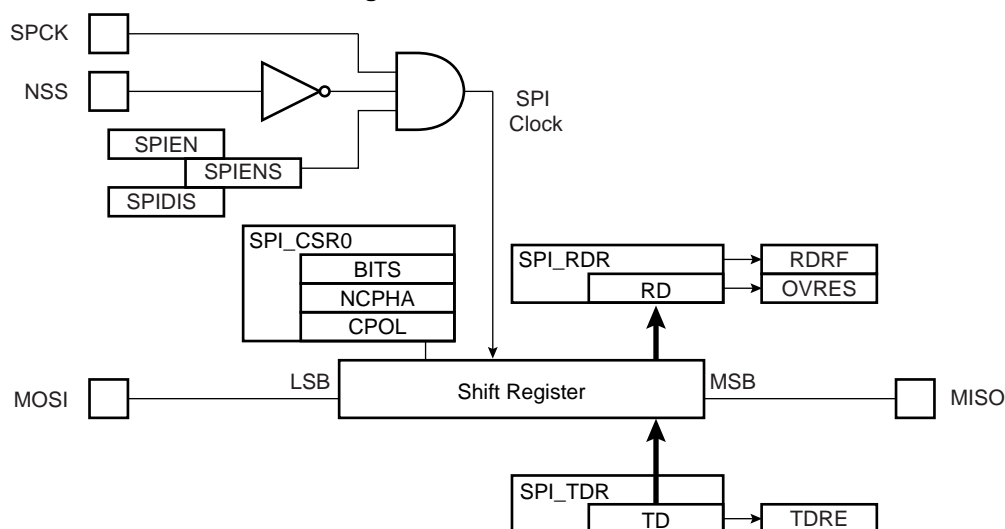 SPCK
NSS
SPI
Clock
SPIEN
SPIENS
SPIDIS
SPI_CSR0
BITS
NCPHA
CPOL
SPI_RDR
RD
RDRF
OVRES
LSB
Shift Register
MSB
MOSI
MISO
SPI_TDR
TD
TDRE